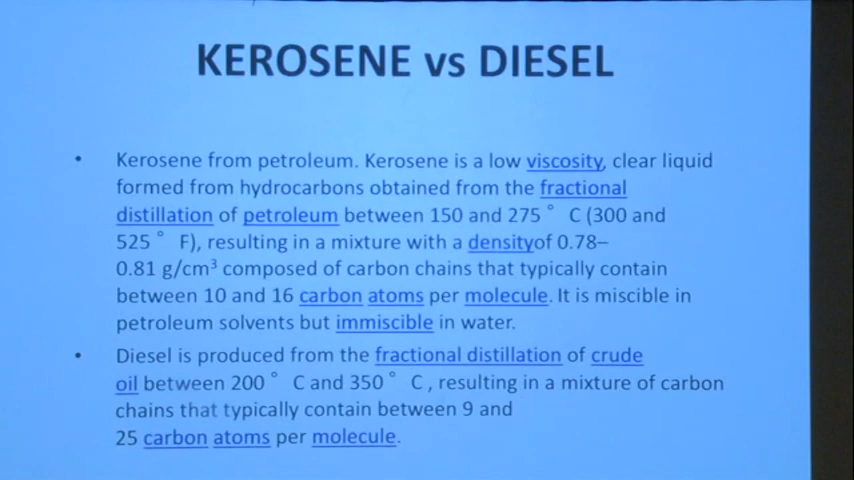 KEROSENE vs DIESEL
• Kerosene from petroleum. Kerosene is a low viscosity, clear liquid
formed from hydrocarbons obtained from the fractional
distillation of petroleum between 150 and 275 ° C (300 and
525 ° F), resulting in a mixture with a densityof 0.78–
0.81 g/cm³ composed of carbon chains that typically contain
between 10 and 16 carbon atoms per molecule. It is miscible in
petroleum solvents but immiscible in water.
• Diesel is produced from the fractional distillation of crude
oil between 200 ° C and 350 ° C , resulting in a mixture of carbon
chains that typically contain between 9 and
25 carbon atoms per molecule.